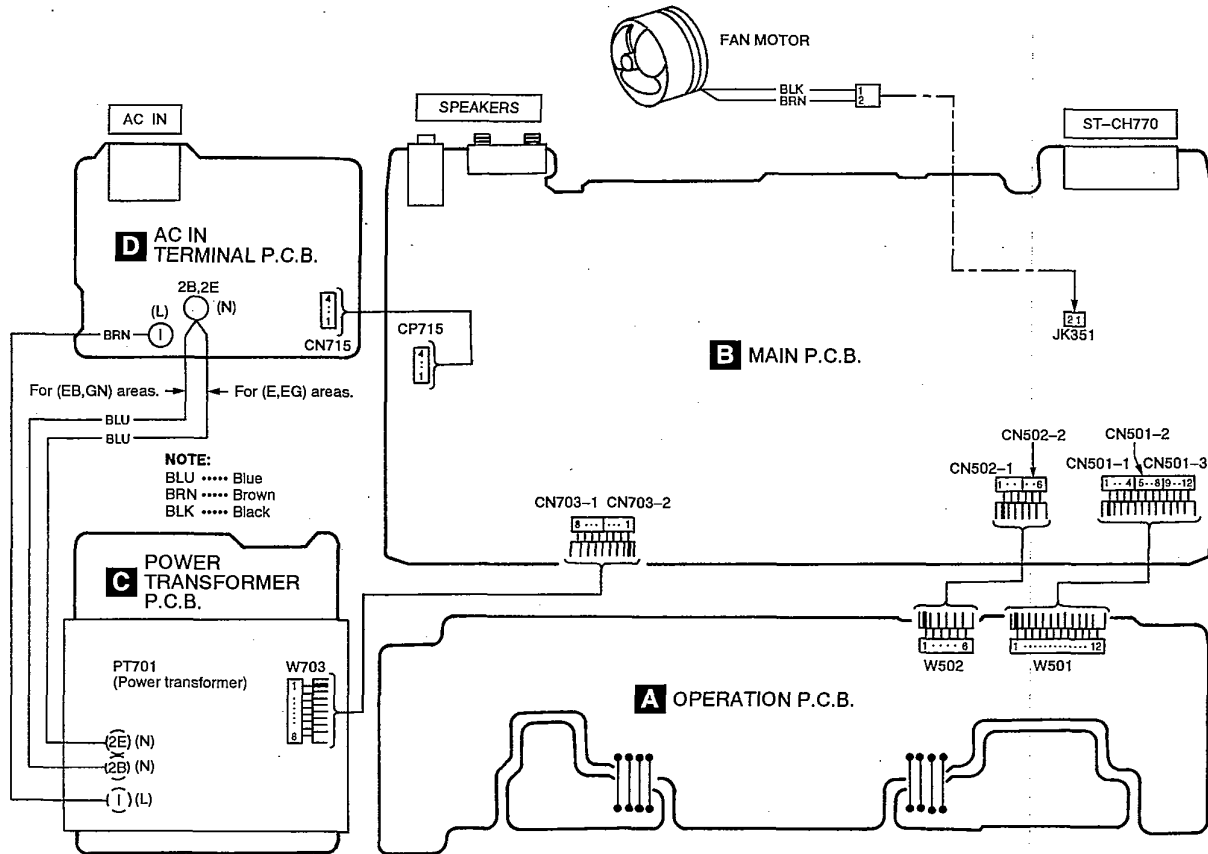 FAN MOTOR
BLK
BRN
1
2
AC IN
SPEAKERS
ST-CH770
D AC IN
TERMINAL P.C.B.
2B,2E
(L)
(N)
BRN
I
4
1
CN715
CP715
4
1
B MAIN P.C.B.
2 1
JK351
For (EB,GN) areas.
For (E,EG) areas.
BLU
BLU
NOTE:
BLU ····· Blue
BRN ····· Brown
BLK ····· Black
CN502-2
CN501-2
CN502-1
CN501-1 CN501-3
1 ·· ··6
1 ·· 4 5··8 9··12
CN703-1 CN703-2
8 ··· ··· 1
C POWER
TRANSFORMER
P.C.B.
PT701
(Power transformer)
W703
1
8
1 ···· 6
1 ············· 12
W502
W501
A OPERATION P.C.B.
(2E) (N)
(2B) (N)
(I) (L)